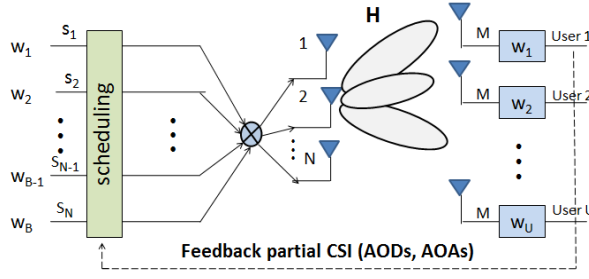 H
w1 s1 1 M w1 User 1
w2 s2 2 M w2 User 2
scheduling
wB-1 SN-1 N
wB SN M wU User U
Feedback partial CSI (AODs, AOAs)